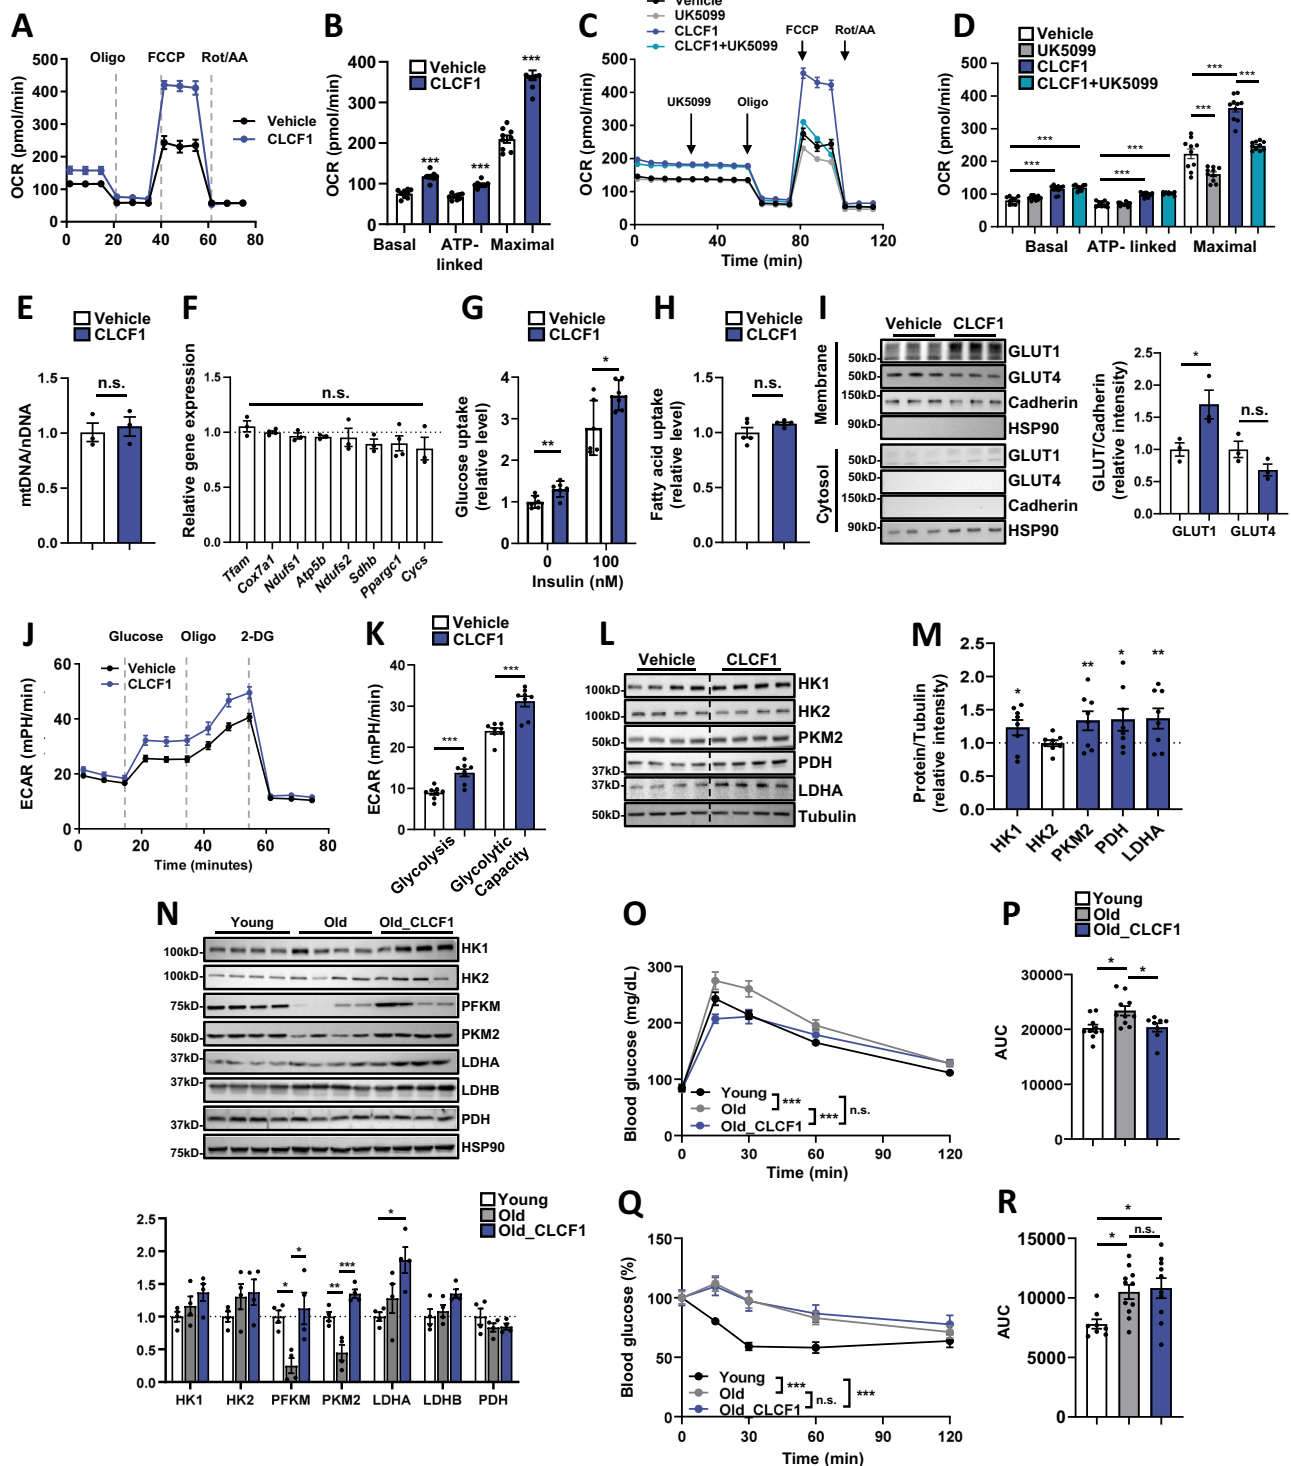 A
Oligo FCCP Rot/AA
OCR (pmol/min)
500
400
300
200
100
0
Vehicle
CLCF1
0 20 40 60 80
B
Vehicle
CLCF1
OCR (pmol/min)
400
300
200
100
0
*** *** ***
Basal ATP-linked Maximal
C
Vehicle
UK5099
CLCF1
CLCF1+UK5099
FCCP Rot/AA
UK5099 Oligo
OCR (pmol/min)
500
400
300
200
100
0
0 40 80 120
Time (min)
D
Vehicle
UK5099
CLCF1
CLCF1+UK5099
OCR (pmol/min)
500
400
300
200
100
0
*** *** *** *** *** *** ***
Basal ATP- linked Maximal
E
Vehicle
CLCF1
mtDNA/nDNA
1.5
1.0
0.5
0.0
n.s.
F
Relative gene expression
1.5
1.0
0.5
0.0
n.s.
Tfam Cox7a1 Ndufs1 Atp5b Ndufs2 Sdhb Ppargc1 Cycs
G
Vehicle
CLCF1
Glucose uptake
(relative level)
4
3
2
1
0
** *
0 100
Insulin (nM)
H
Vehicle
CLCF1
Fatty acid uptake
(relative level)
1.5
1.0
0.5
0.0
n.s.
I
Vehicle CLCF1
Membrane
50kD GLUT1
50kD GLUT4
150kD Cadherin
90kD HSP90
Cytosol
50kD GLUT1
50kD GLUT4
150kD Cadherin
90kD HSP90
GLUT/Cadherin
(relative intensity)
2.5
2.0
1.5
1.0
0.5
0.0
* n.s.
GLUT1 GLUT4
J
Glucose Oligo 2-DG
Vehicle
CLCF1
ECAR (mPH/min)
60
40
20
0
0 20 40 60 80
Time (minutes)
K
Vehicle
CLCF1
ECAR (mPH/min)
40
30
20
10
0
*** ***
Glycolysis Glycolytic Capacity
L
Vehicle CLCF1
100kD HK1
100kD HK2
50kD PKM2
37kD PDH
37kD LDHA
50kD Tubulin
M
Protein/Tubulin
(relative intensity)
2.5
2.0
1.5
1.0
0.5
0.0
* ** * **
HK1 HK2 PKM2 PDH LDHA
N
Young Old Old_CLCF1
100kD HK1
100kD HK2
75kD PFKM
50kD PKM2
37kD LDHA
37kD LDHB
37kD PDH
75kD HSP90
Young
Old
Old_CLCF1
2.5
2.0
1.5
1.0
0.5
0.0
* * ** *** *
HK1 HK2 PFKM PKM2 LDHA LDHB PDH
O
Blood glucose (mg/dL)
300
200
100
0
Young
Old
Old_CLCF1
*** *** n.s.
0 30 60 90 120
Time (min)
P
Young
Old
Old_CLCF1
AUC
30000
20000
10000
0
* *
Q
Blood glucose (%)
150
100
50
0
Young
Old
Old_CLCF1
*** n.s. ***
0 30 60 90 120
Time (min)
R
AUC
15000
10000
5000
0
* * n.s.